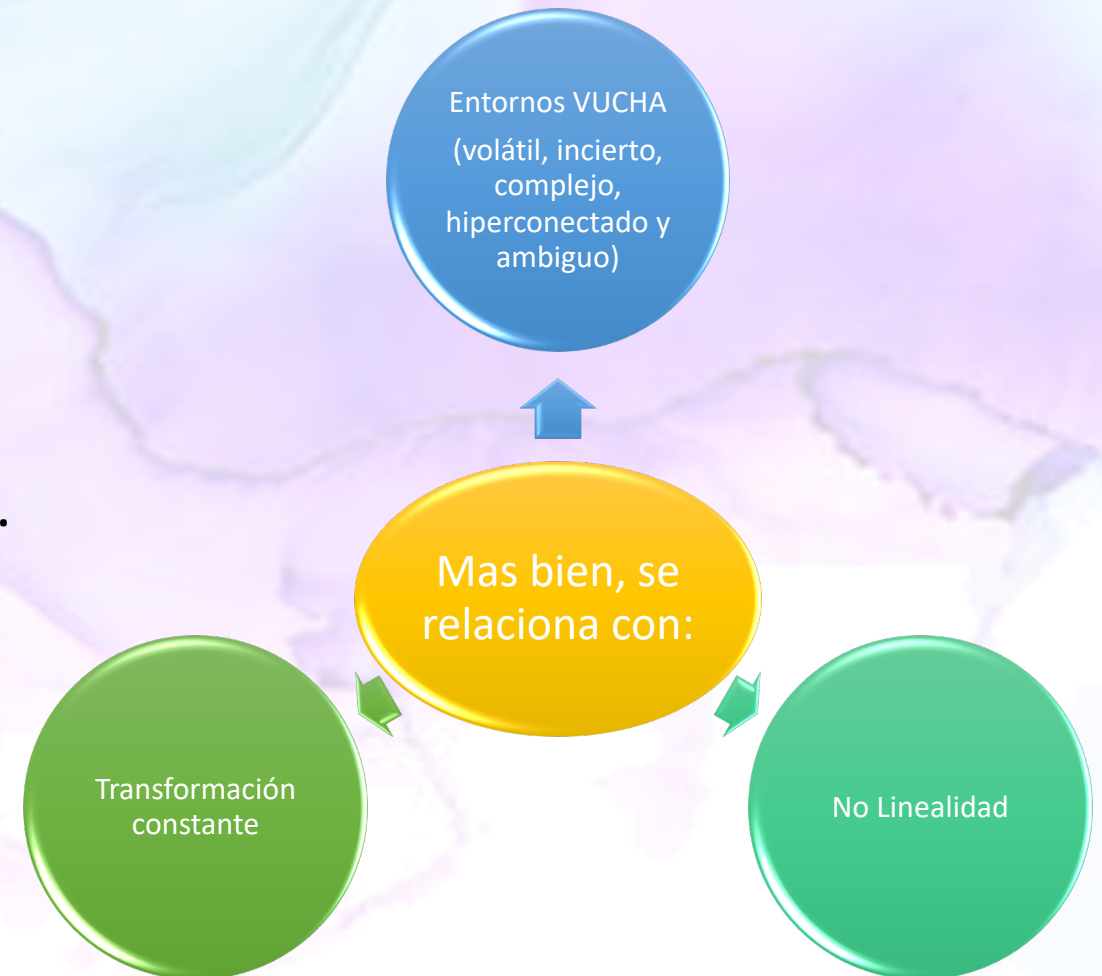 Entornos VUCHA
(volátil, incierto,
complejo,
hiperconectado y
ambiguo)
.
Mas bien, se
relaciona con:
Transformación
constante
No Linealidad